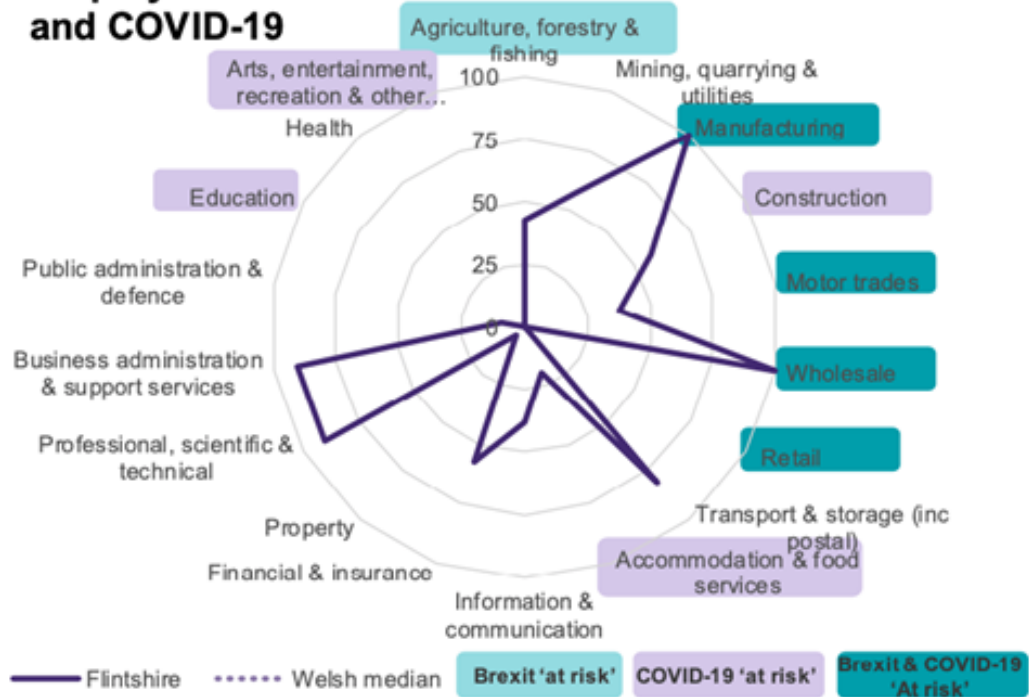 and COVID-19
Agriculture, forestry &
fishing
Mining, quarrying &
utilities
Manufacturing
Construction
Motor trades
Wholesale
Retail
Transport & storage (inc
postal)
Accommodation & food
services
Information &
communication
Financial & insurance
Property
Professional, scientific &
technical
Business administration
& support services
Public administration &
defence
Education
Health
Arts, entertainment,
recreation & other...
100
75
50
25
0
Flintshire
Welsh median
Brexit 'at risk'
COVID-19 'at risk'
Brexit & COVID-19
'At risk'